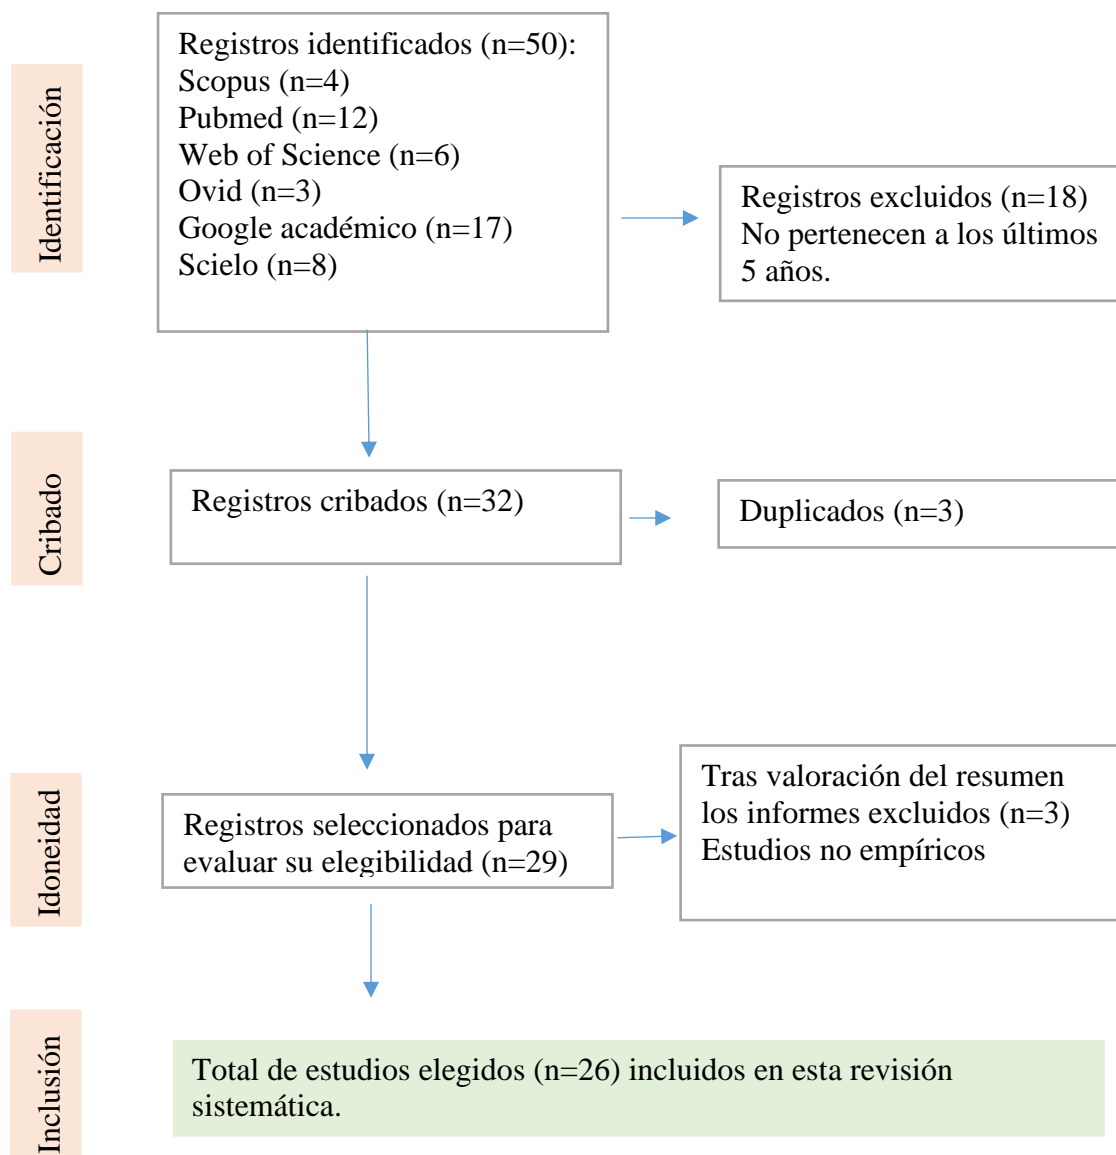 Identificación
Registros identificados (n=50):
Scopus (n=4)
Pubmed (n=12)
Web of Science (n=6)
Ovid (n=3)
Google académico (n=17)
Scielo (n=8)
Registros excluidos (n=18)
No pertenecen a los últimos
5 años.
Cribado
Registros cribados (n=32)
Duplicados (n=3)
Idoneidad
Registros seleccionados para
evaluar su elegibilidad (n=29)
Tras valoración del resumen
los informes excluidos (n=3)
Estudios no empíricos
Inclusión
Total de estudios elegidos (n=26) incluidos en esta revisión
sistemática.